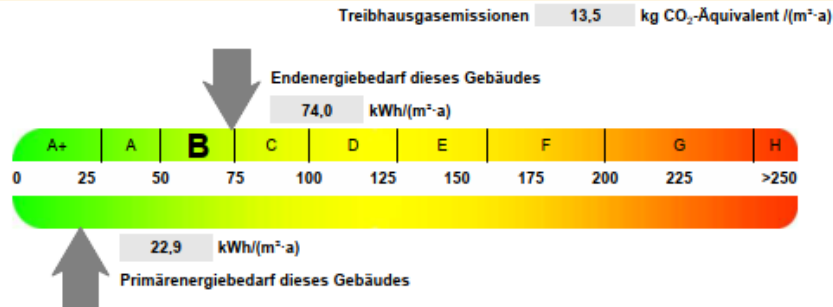 Treibhausgasemissionen 13,5 kg CO₂-Äquivalent /(m²·a)
Endenergiebedarf dieses Gebäudes
74,0 kWh/(m²·a)
A+ A B C D E F G H
0 25 50 75 100 125 150 175 200 225 >250
22,9 kWh/(m²·a)
Primärenergiebedarf dieses Gebäudes